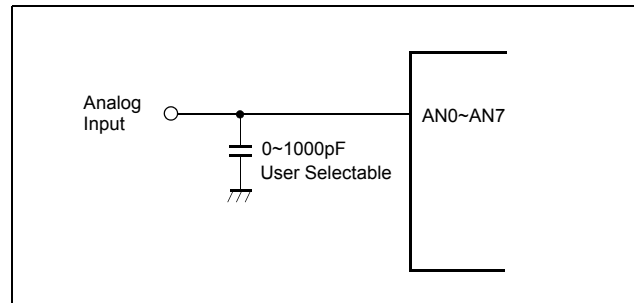 Analog
Input
AN0~AN7
0~1000pF
User Selectable